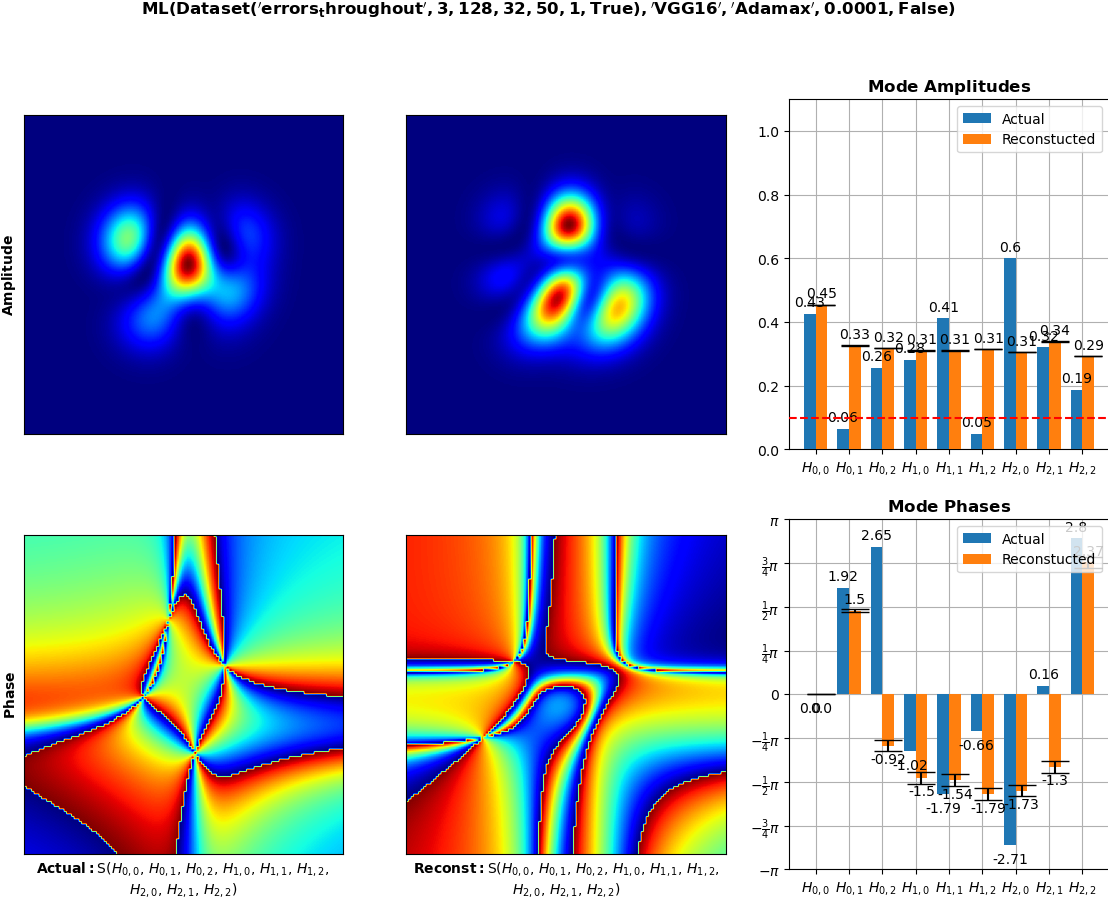 ML(Dataset('errors_throughout', 3, 128, 32, 50, 1, True), 'VGG16', 'Adamax', 0.0001, False)
Mode Amplitudes
Amplitude
Actual
Reconstucted
1.0
0.8
0.6
0.4
0.2
0.0
0.43
0.45
0.06
0.33
0.26
0.32
0.28
0.31
0.41
0.31
0.05
0.31
0.6
0.31
0.32
0.34
0.19
0.29
H0,0 H0,1 H0,2 H1,0 H1,1 H1,2 H2,0 H2,1 H2,2
Mode Phases
Phase
Actual
Reconstucted
π
3/4π
1/2π
1/4π
0
−1/4π
−1/2π
−3/4π
−π
0.0
0.0
1.92
1.5
2.65
-0.92
-1.02
-1.5
-1.79
-1.54
-0.66
-1.79
-2.71
-1.73
0.16
-1.3
2.8
2.37
H0,0 H0,1 H0,2 H1,0 H1,1 H1,2 H2,0 H2,1 H2,2
Actual: S(H0,0, H0,1, H0,2, H1,0, H1,1, H1,2,
H2,0, H2,1, H2,2)
Reconst: S(H0,0, H0,1, H0,2, H1,0, H1,1, H1,2,
H2,0, H2,1, H2,2)